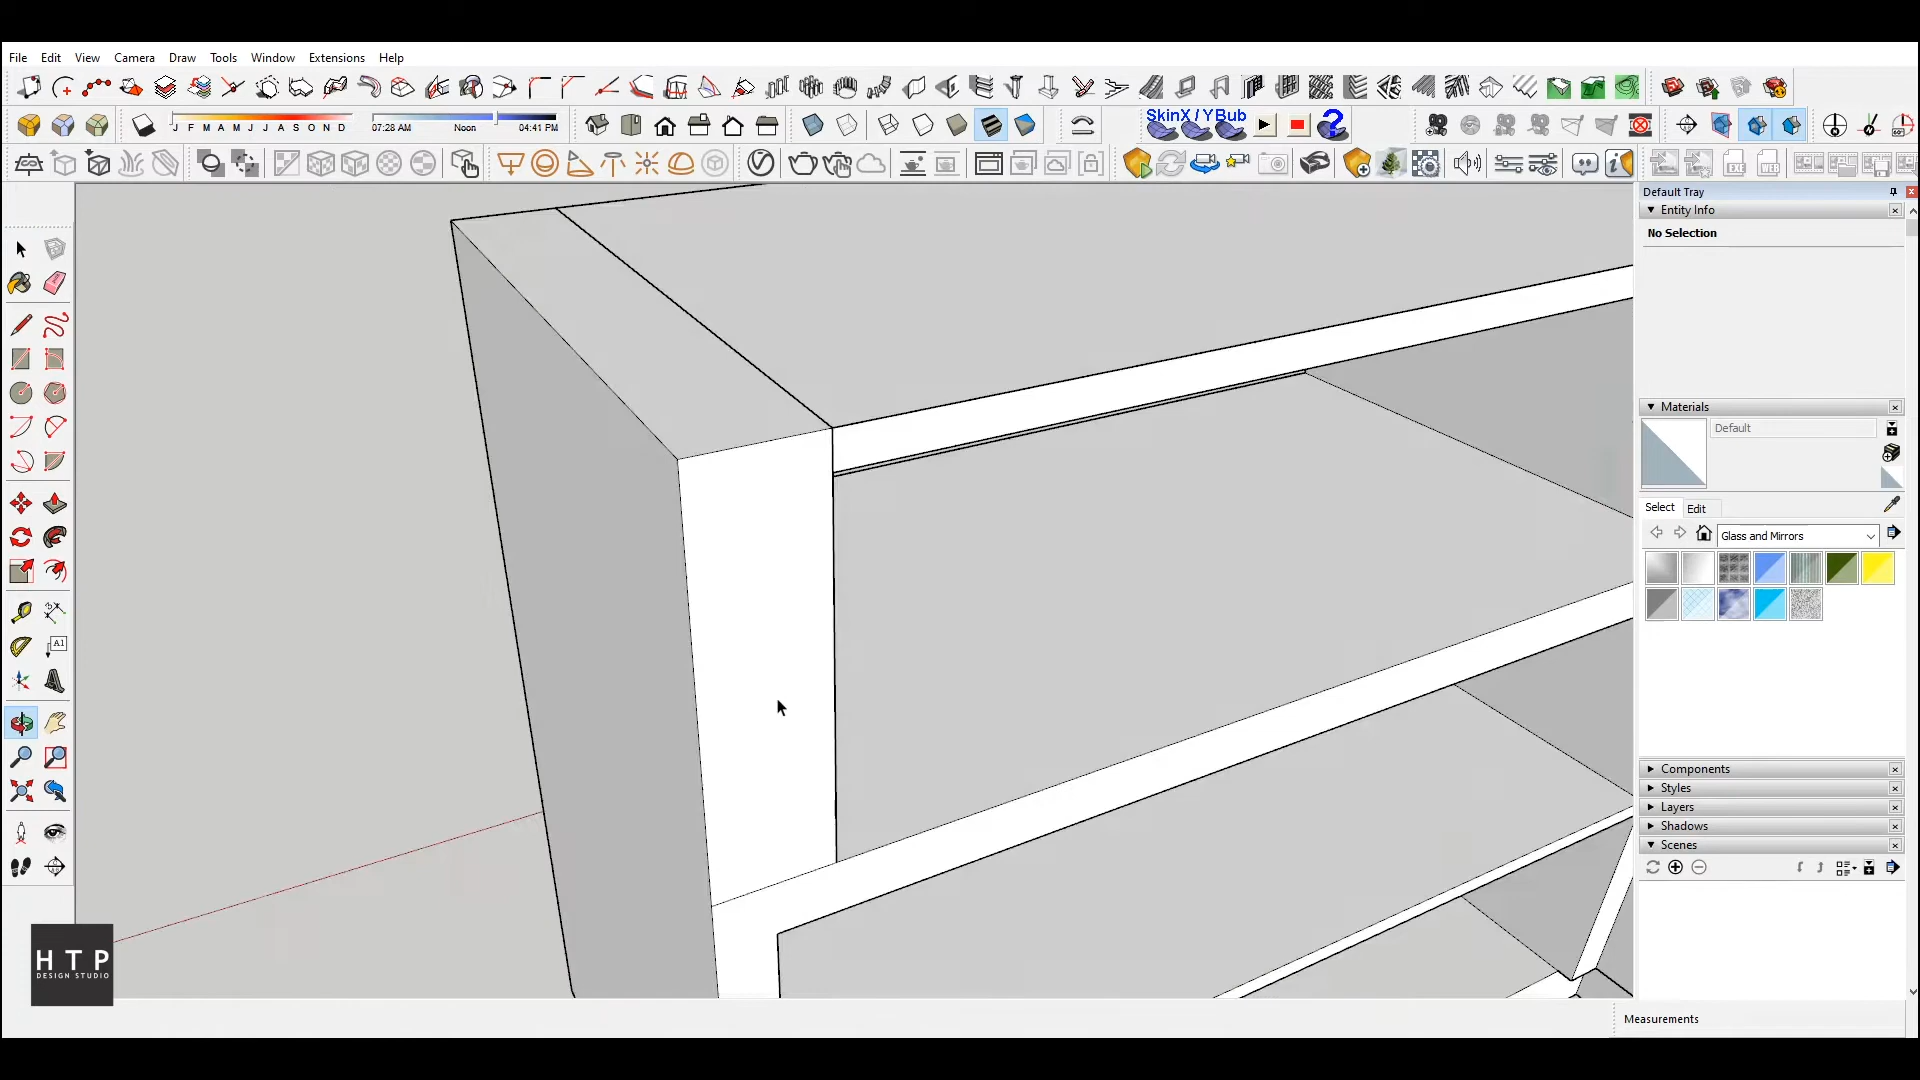 File Edit View Camera Draw Tools Window Extensions Help
J F M A M J J A S O N D
07:28 AM Noon 04:41 PM
SkinX / YBub
Default Tray
Entity Info
No Selection
Materials
Default
Select Edit
Glass and Mirrors
A1
Components
Styles
Layers
Shadows
Scenes
HTP
DESIGN STUDIO
Measurements